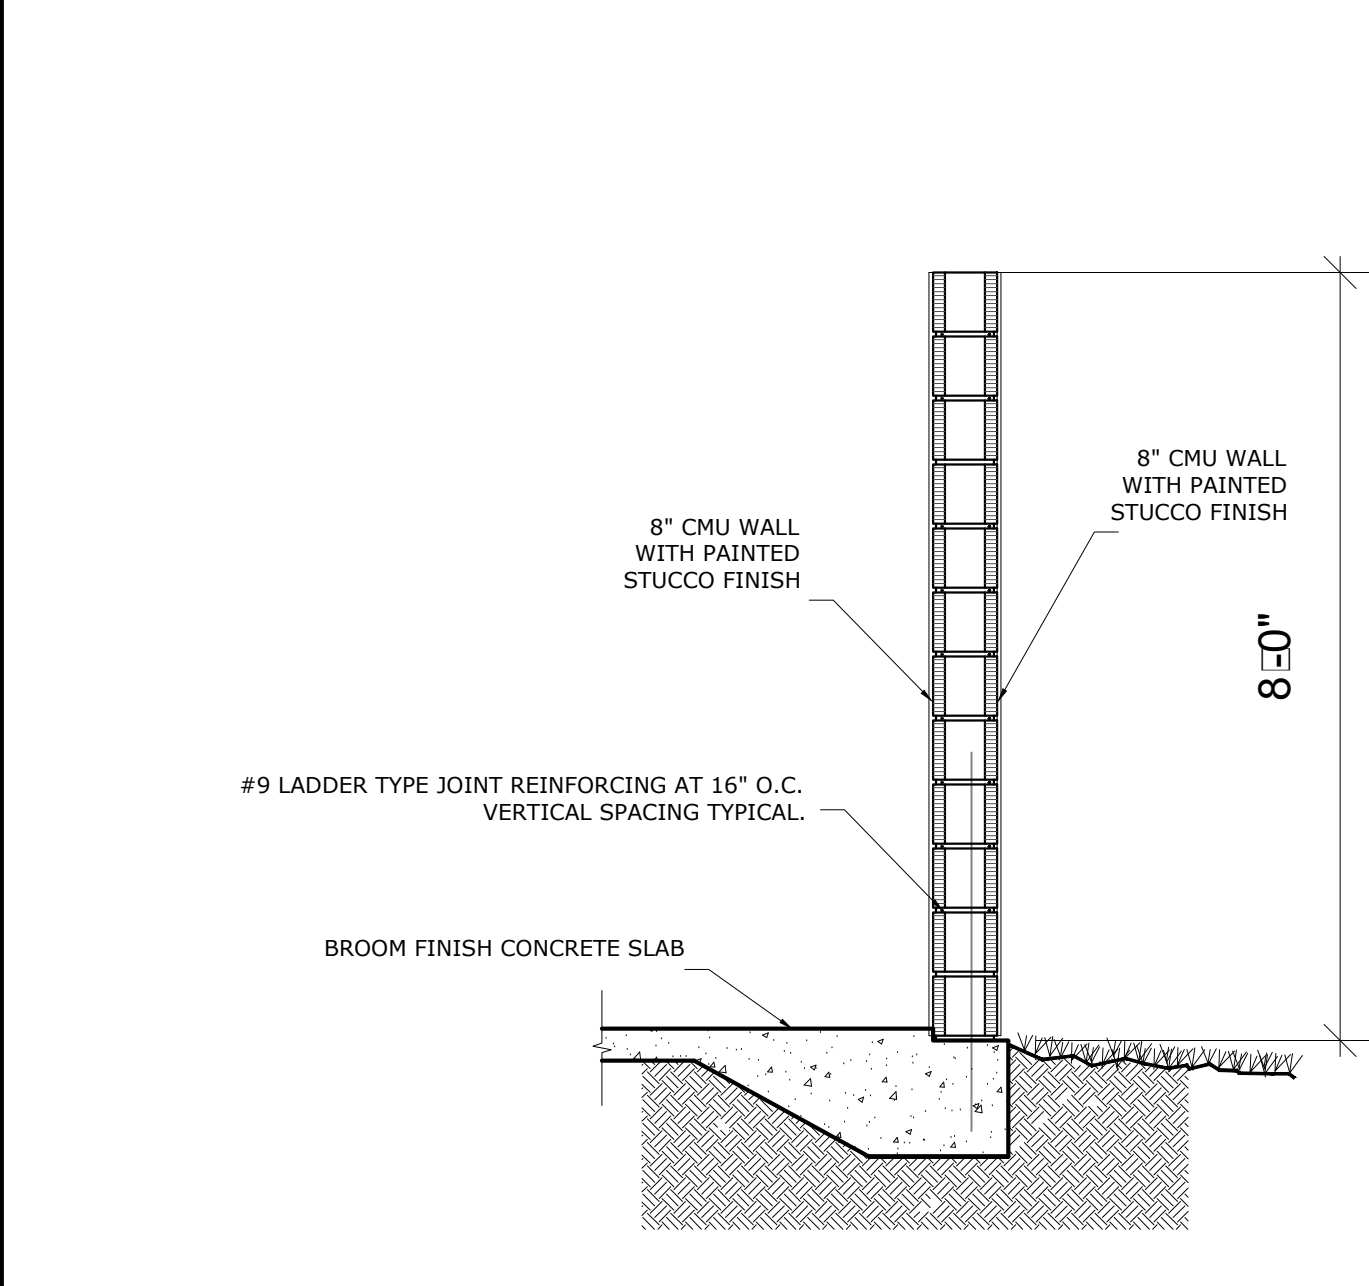 8" CMU WALL
WITH PAINTED
STUCCO FINISH
8" CMU WALL
WITH PAINTED
STUCCO FINISH
8□-0"
#9 LADDER TYPE JOINT REINFORCING AT 16" O.C.
VERTICAL SPACING TYPICAL.
BROOM FINISH CONCRETE SLAB